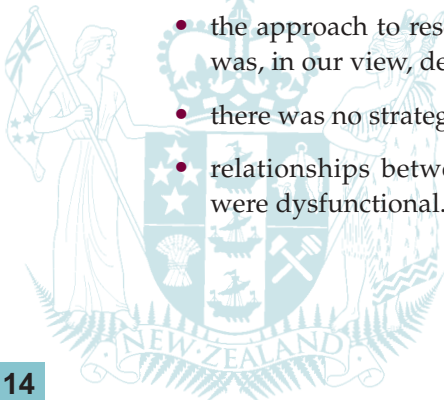 • the approach to res
was, in our view, de
• there was no strateg
• relationships betwe
were dysfunctional.
NEW ZEALAND
14